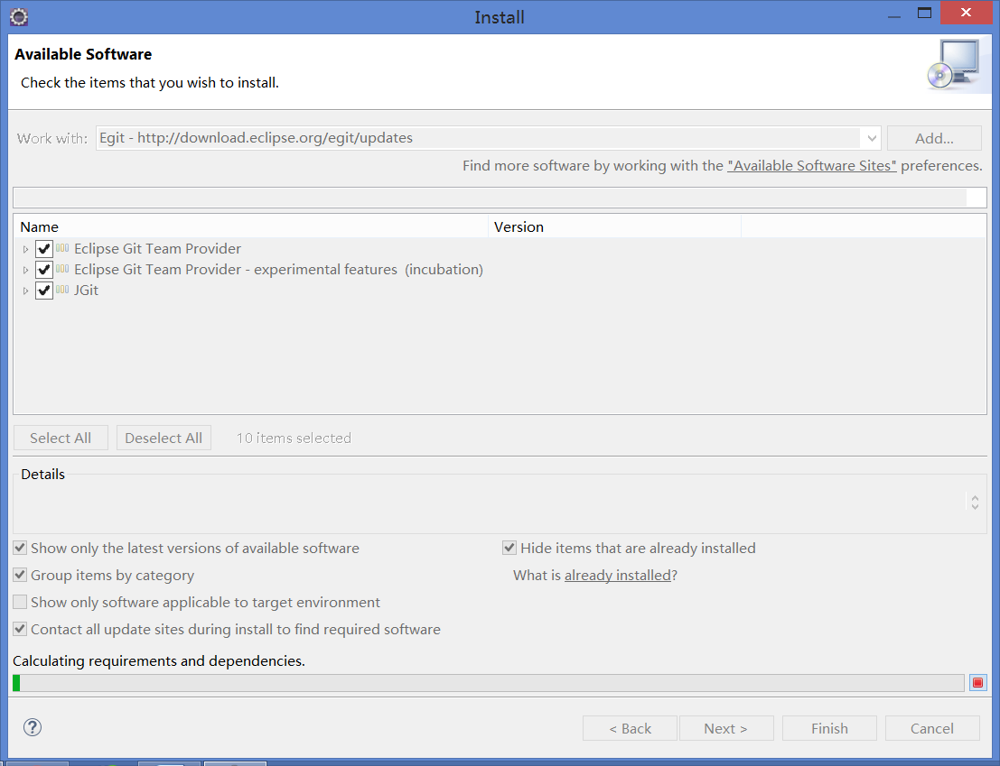 Install
Available Software
Check the items that you wish to install.
Work with: Egit - http://download.eclipse.org/egit/updates Add...
Find more software by working with the "Available Software Sites" preferences.
Name Version
Eclipse Git Team Provider
Eclipse Git Team Provider - experimental features (incubation)
JGit
Select All Deselect All 10 items selected
Details
Show only the latest versions of available software Hide items that are already installed
Group items by category What is already installed?
Show only software applicable to target environment
Contact all update sites during install to find required software
Calculating requirements and dependencies.
? < Back Next > Finish Cancel